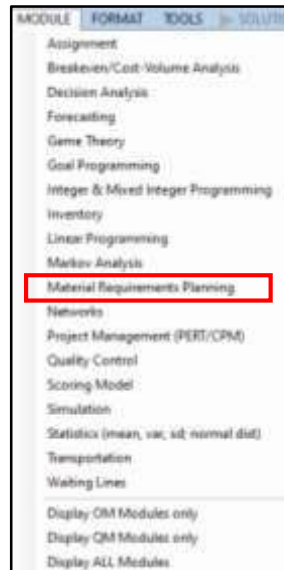 MODULE FORMAT TOOLS SOLUTI
Assignment
Breakeven/Cost-Volume Analysis
Decision Analysis
Forecasting
Game Theory
Goal Programming
Integer & Mixed Integer Programming
Inventory
Linear Programming
Markov Analysis
Material Requirements Planning
Networks
Project Management (PERT/CPM)
Quality Control
Scoring Model
Simulation
Statistics (mean, var, sd; normal dist)
Transportation
Waiting Lines
Display OM Modules only
Display QM Modules only
Display ALL Modules